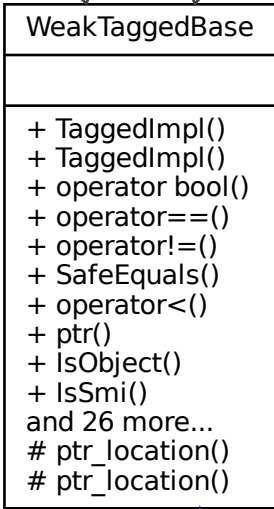 WeakTaggedBase
+ TaggedImpl()
+ TaggedImpl()
+ operator bool()
+ operator==()
+ operator!=()
+ SafeEquals()
+ operator<()
+ ptr()
+ IsObject()
+ IsSmi()
and 26 more...
# ptr_location()
# ptr_location()